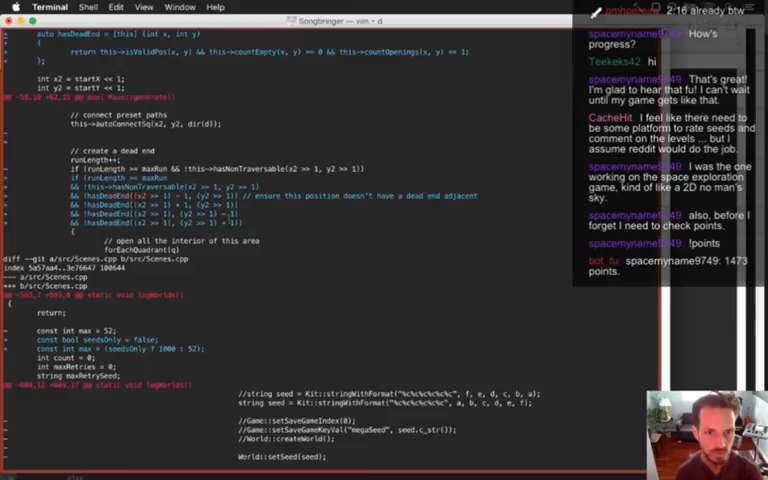 Terminal Shell Edit View Window Help
Songbringer — vim • d
+ auto hasDeadEnd = [this] (int x, int y)
+ {
+ return this->isValidPos(x, y) && this->countEmpty(x, y) == 0 && this->countOpenings(x, y) == 1;
+ };
int x2 = startX << 1;
int y2 = startY << 1;
@@ -58,10 +62,15 @@ bool Maze::generate()
// connect preset paths
this->autoConnectSq(x2, y2, dir(d));
-
// create a dead end
runLength++;
- if (runLength >= maxRun && !this->hasNonTraversable(x2 >> 1, y2 >> 1))
+ if (runLength >= maxRun
+ && !this->hasNonTraversable(x2 >> 1, y2 >> 1)
+ && !hasDeadEnd((x2 >> 1) - 1, (y2 >> 1)) // ensure this position doesn't have a dead end adjacent
+ && !hasDeadEnd((x2 >> 1) + 1, (y2 >> 1))
+ && !hasDeadEnd((x2 >> 1), (y2 >> 1) - 1)
+ && !hasDeadEnd((x2 >> 1), (y2 >> 1) + 1))
{
// open all the interior of this area
forEachQuadrant(q)
diff --git a/src/Scenes.cpp b/src/Scenes.cpp
index 5a57aa4..3e76647 100644
--- a/src/Scenes.cpp
+++ b/src/Scenes.cpp
@@ -593,7 +593,8 @@ static void logWorlds()
{
return;
- const int max = 52;
+ const bool seedsOnly = false;
+ const int max = (seedsOnly ? 1000 : 52);
int count = 0;
int maxRetries = 0;
string maxRetrySeed;
static void logWorlds()
//string seed = Kit::stringWithFormat("%c%c%c%c%c%c", f, e, d, c, b, a);
string seed = Kit::stringWithFormat("%c%c%c%c%c%c", a, b, c, d, e, f);
- //Game::setSaveGameIndex(0);
- //Game::setSaveGameKeyVal("megaSeed", seed.c_str());
- //World::createWorld();
-
World::setSeed(seed);
2:16 already btw
spacemyname9749: How's
progress?
Teekeks42: hi
spacemyname9749: That's great!
I'm glad to hear that fu! I can't wait
until my game gets like that.
CacheHit: I feel like there need to
be some platform to rate seeds and
comment on the levels ... but I
assume reddit would do the job.
spacemyname9749: I was the one
working on the space exploration
game, kind of like a 2D no man's
sky.
spacemyname9749: also, before I
forget I need to check points.
spacemyname9749: !points
bot_fu: spacemyname9749: 1473
points.